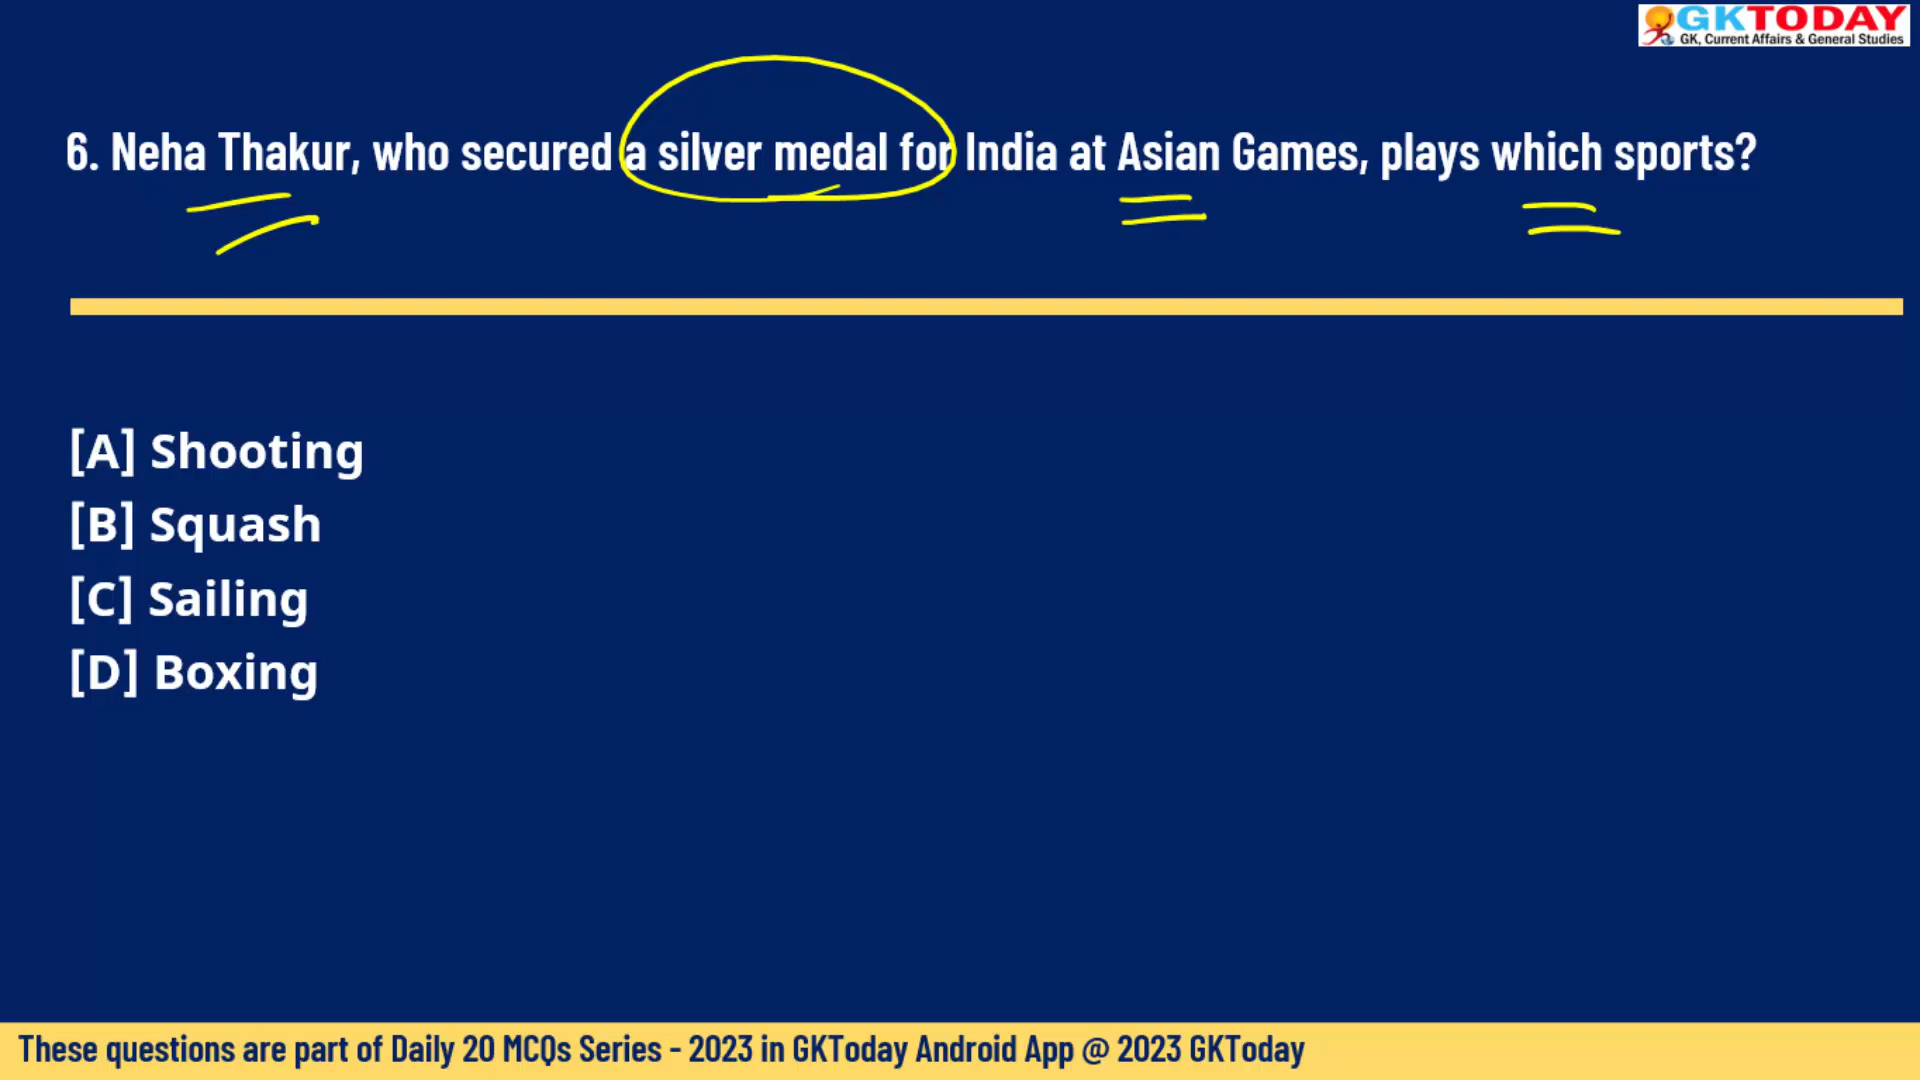 GKTODAY
GK, Current Affairs & General Studies
6. Neha Thakur, who secured a silver medal for India at Asian Games, plays which sports?
[A] Shooting
[B] Squash
[C] Sailing
[D] Boxing
These questions are part of Daily 20 MCQs Series - 2023 in GKToday Android App @ 2023 GKToday